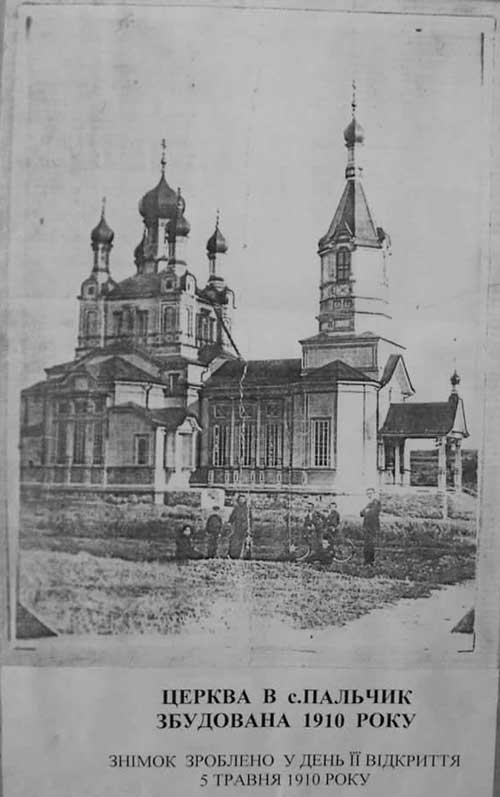 ЦЕРКВА В с.ПАЛЬЧИК
ЗБУДОВАНА 1910 РОКУ
ЗНІМОК ЗРОБЛЕНО У ДЕНЬ ЇЇ ВІДКРИТТЯ
5 ТРАВНЯ 1910 РОКУ